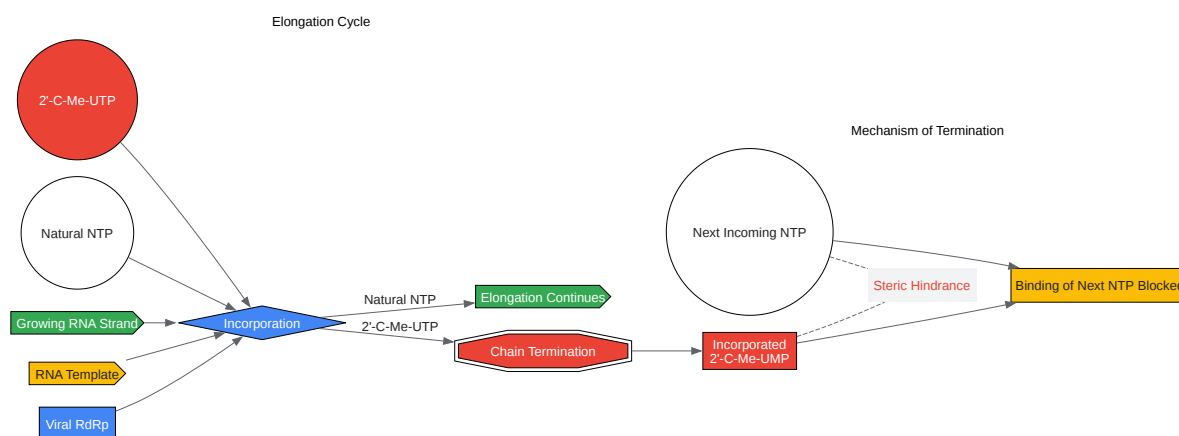 Elongation Cycle
2'-C-Me-UTP
Mechanism of Termination
Natural NTP
Next Incoming NTP
Steric Hindrance
Binding of Next NTP Blocked
Natural NTP
Elongation Continues
Growing RNA Strand
Incorporation
2'-C-Me-UTP
Chain Termination
Incorporated
2'-C-Me-UMP
RNA Template
Viral RdRp